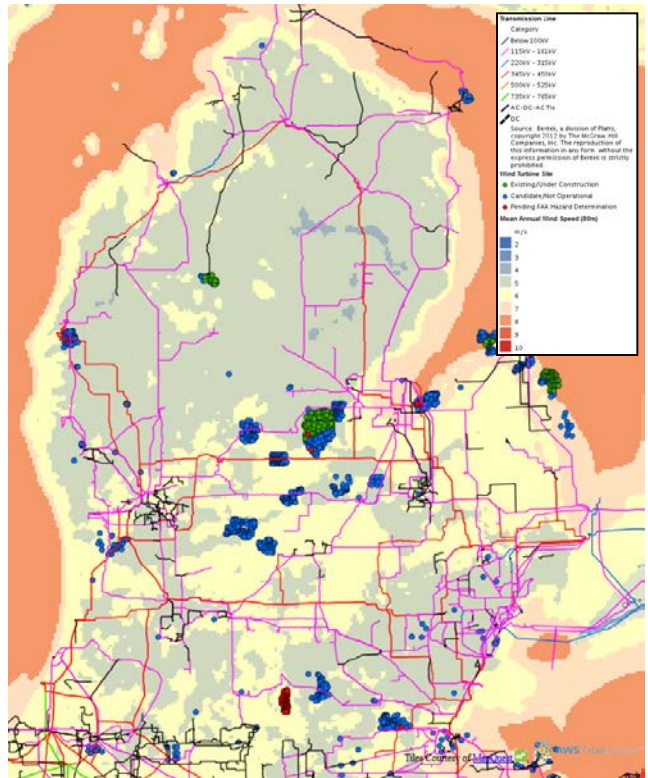 Transmission Line
Category
Below 100kV
115kV - 161kV
220kV - 315kV
345kV - 450kV
500kV - 525kV
735kV - 765kV
AC-DC-AC Tie
DC
Source: Bentek, a division of Platts,
copyright 2012 by The McGraw Hill
Companies, Inc. The reproduction of
this information in any form without the
express permission of Bentek is strictly
prohibited.
Wind Turbine Site
Existing/Under Construction
Candidate/Not Operational
Pending FAA Hazard Determination
Mean Annual Wind Speed (80m)
m/s
2
3
4
5
6
7
8
9
10
Tiles Courtesy of MapQuest
AWS